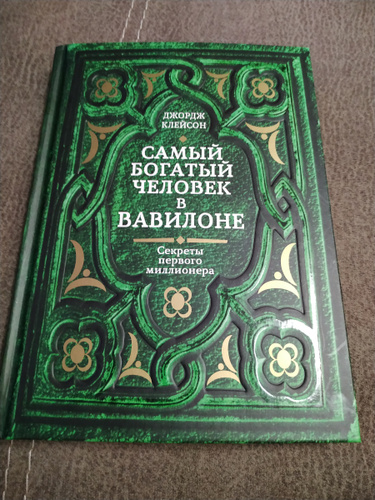 ДЖОРДЖ
КЛЕЙСОН
САМЫЙ
БОГАТЫЙ
ЧЕЛОВЕК
В
ВАВИЛОНЕ
Секреты
первого
миллионера